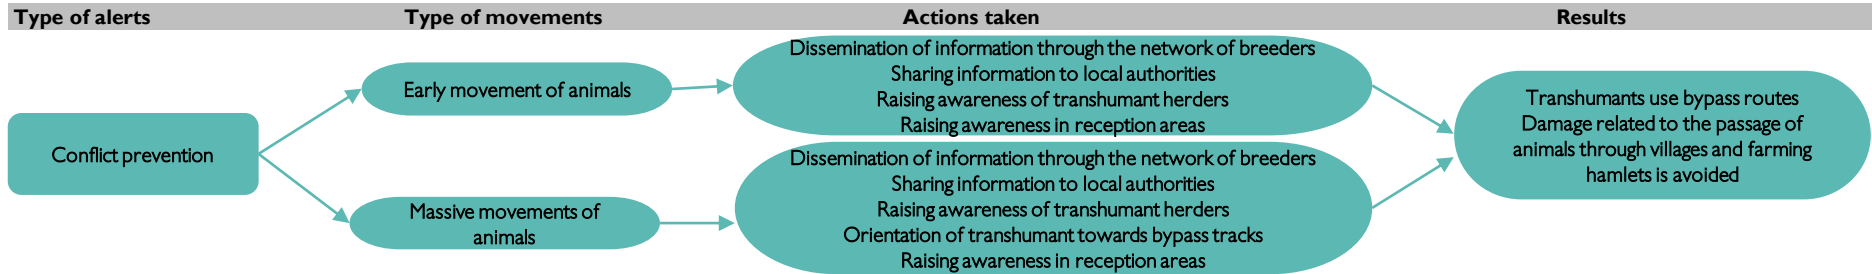 Type of alerts
Type of movements
Actions taken
Results
Conflict prevention
Early movement of animals
Massive movements of
animals
Dissemination of information through the network of breeders
Sharing information to local authorities
Raising awareness of transhumant herders
Raising awareness in reception areas
Dissemination of information through the network of breeders
Sharing information to local authorities
Raising awareness of transhumant herders
Orientation of transhumant towards bypass tracks
Raising awareness in reception areas
Transhumants use bypass routes
Damage related to the passage of
animals through villages and farming
hamlets is avoided